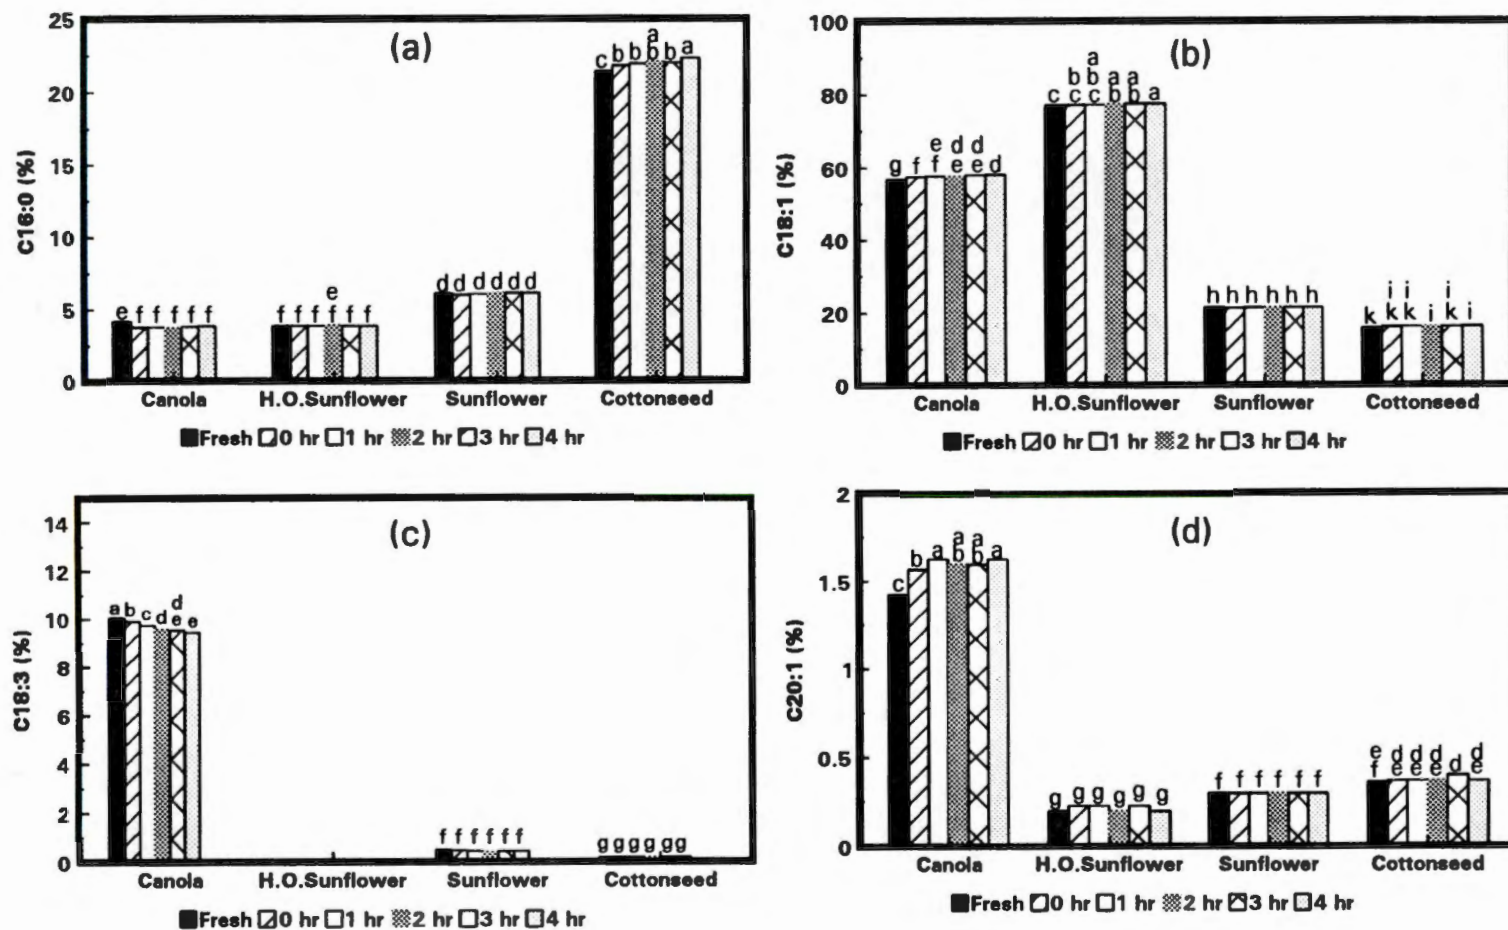 (a)
C16:0 (%)
25
20
15
10
5
0
a
c b b b b a
e
e f f f f f f f f f f f d d d d d d
Canola H.O.Sunflower Sunflower Cottonseed
Fresh 0 hr 1 hr 2 hr 3 hr 4 hr
(b)
C18:1 (%)
100
80
60
40
20
0
a
b b a a
c c c b b a
e d d
g f f e e d
h h h h h h
i i i
k k k i k i
Canola H.O.Sunflower Sunflower Cottonseed
Fresh 0 hr 1 hr 2 hr 3 hr 4 hr
(c)
C18:3 (%)
14
12
10
8
6
4
2
0
d
a b c d e e
f f f f f f
g g g g g g
Canola H.O.Sunflower Sunflower Cottonseed
Fresh 0 hr 1 hr 2 hr 3 hr 4 hr
(d)
C20:1 (%)
2
1.5
1
0.5
0
a a
c b a b b a
g g g g g g
f f f f f f
e d d d d
f e e e d e
Canola H.O.Sunflower Sunflower Cottonseed
Fresh 0 hr 1 hr 2 hr 3 hr 4 hr